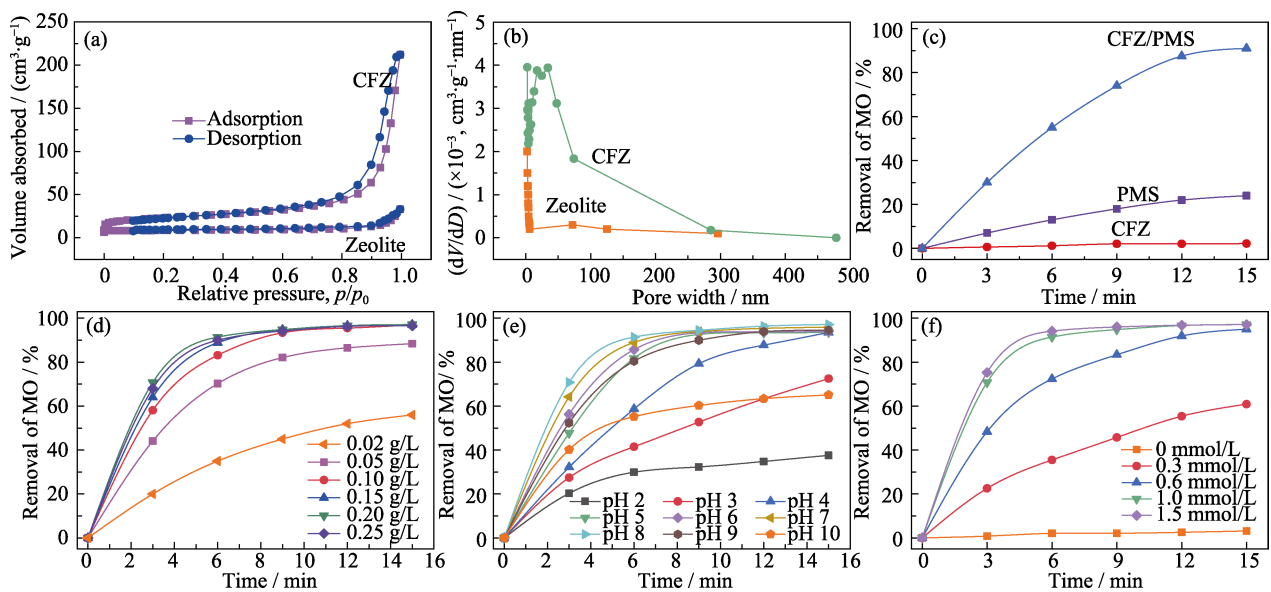 (a)
250
200
150
100
50
0
Volume absorbed / (cm³·g⁻¹)
CFZ
Adsorption
Desorption
Zeolite
0
0.2
0.4
0.6
0.8
1.0
Relative pressure, p/p₀
(b)
5
4
3
2
1
0
(dV/dD) / (×10⁻³, cm³·g⁻¹·nm⁻¹)
CFZ
Zeolite
0
100
200
300
400
500
Pore width / nm
(c)
100
80
60
40
20
0
Removal of MO / %
CFZ/PMS
PMS
CFZ
0
3
6
9
12
15
Time / min
(d)
100
80
60
40
20
0
Removal of MO / %
0.02 g/L
0.05 g/L
0.10 g/L
0.15 g/L
0.20 g/L
0.25 g/L
0
2
4
6
8
10
12
14
16
Time / min
(e)
100
80
60
40
20
0
Removal of MO/ %
pH 2 pH 3 pH 4
pH 5 pH 6 pH 7
pH 8 pH 9 pH 10
0
2
4
6
8
10
12
14
16
Time / min
(f)
100
80
60
40
20
0
Removal of MO / %
0 mmol/L
0.3 mmol/L
0.6 mmol/L
1.0 mmol/L
1.5 mmol/L
0
3
6
9
12
15
Time / min